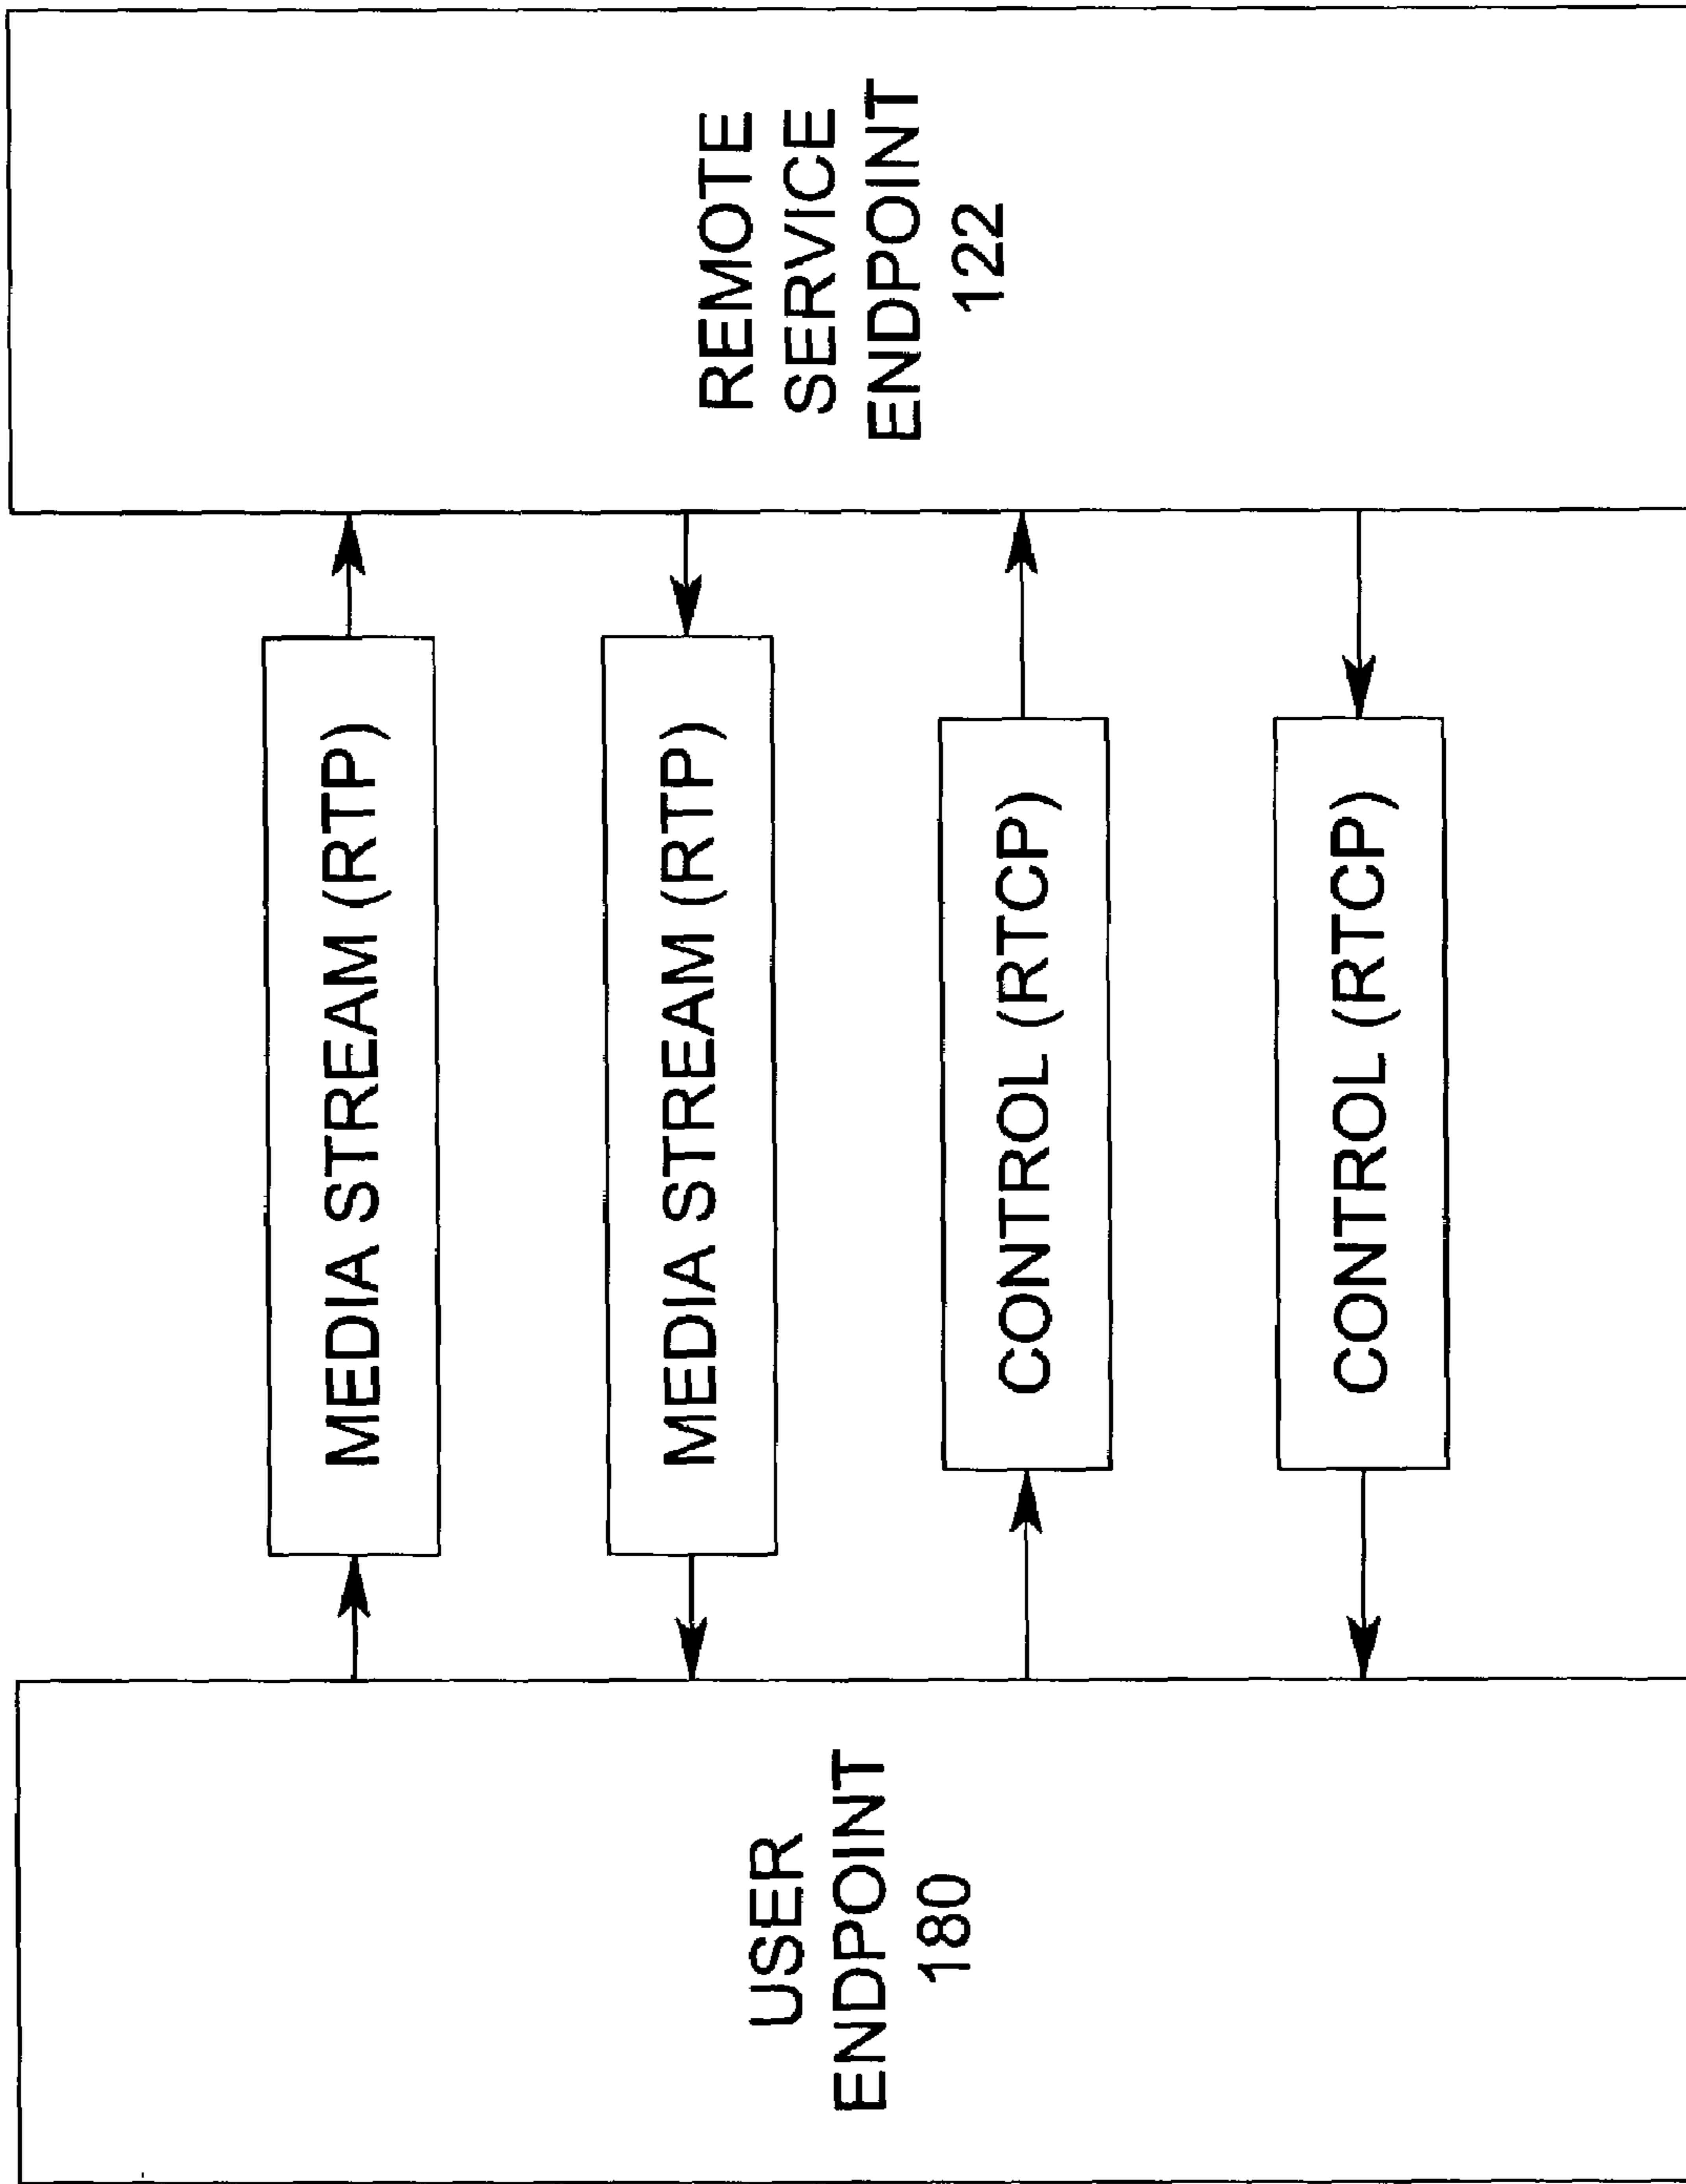 USER
ENDPOINT
180
MEDIA STREAM (RTP)
MEDIA STREAM (RTP)
CONTROL (RTCP)
CONTROL (RTCP)
REMOTE
SERVICE
ENDPOINT
122